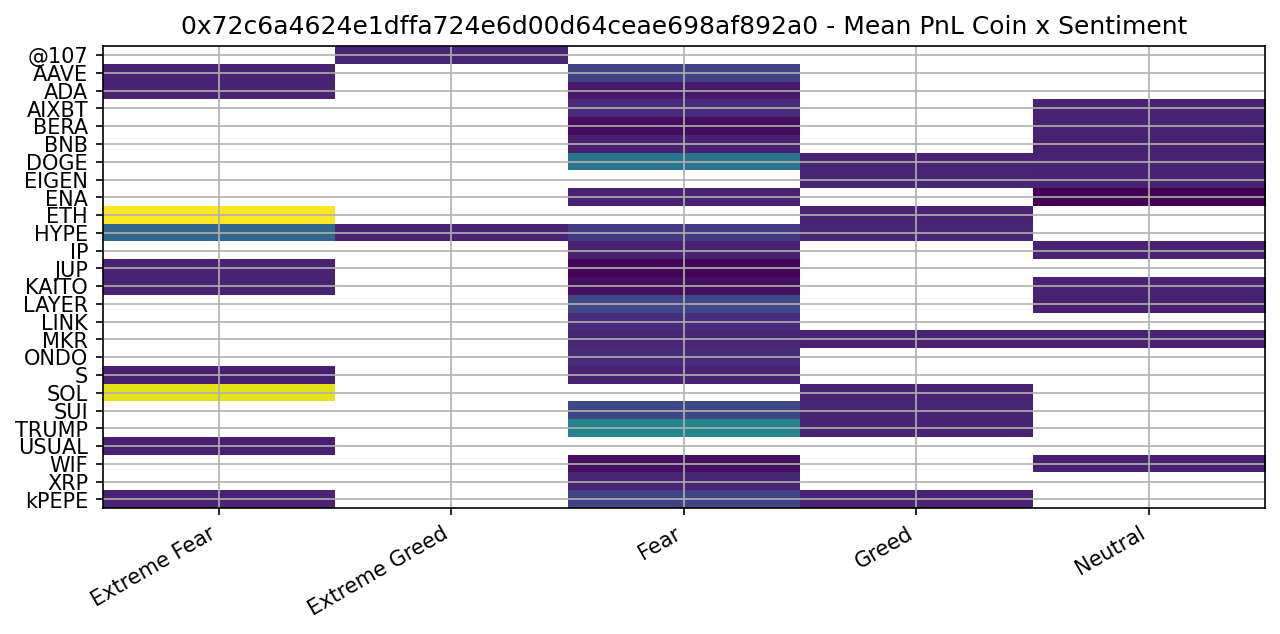 0x72c6a4624e1dffa724e6d00d64ceae698af892a0 - Mean PnL Coin x Sentiment
@107
AAVE
ADA
AIXBT
BERA
BNB
DOGE
EIGEN
ENA
ETH
HYPE
IP
JUP
KAITO
LAYER
LINK
MKR
ONDO
S
SOL
SUI
TRUMP
USUAL
WIF
XRP
kPEPE
Extreme Fear
Extreme Greed
Fear
Greed
Neutral